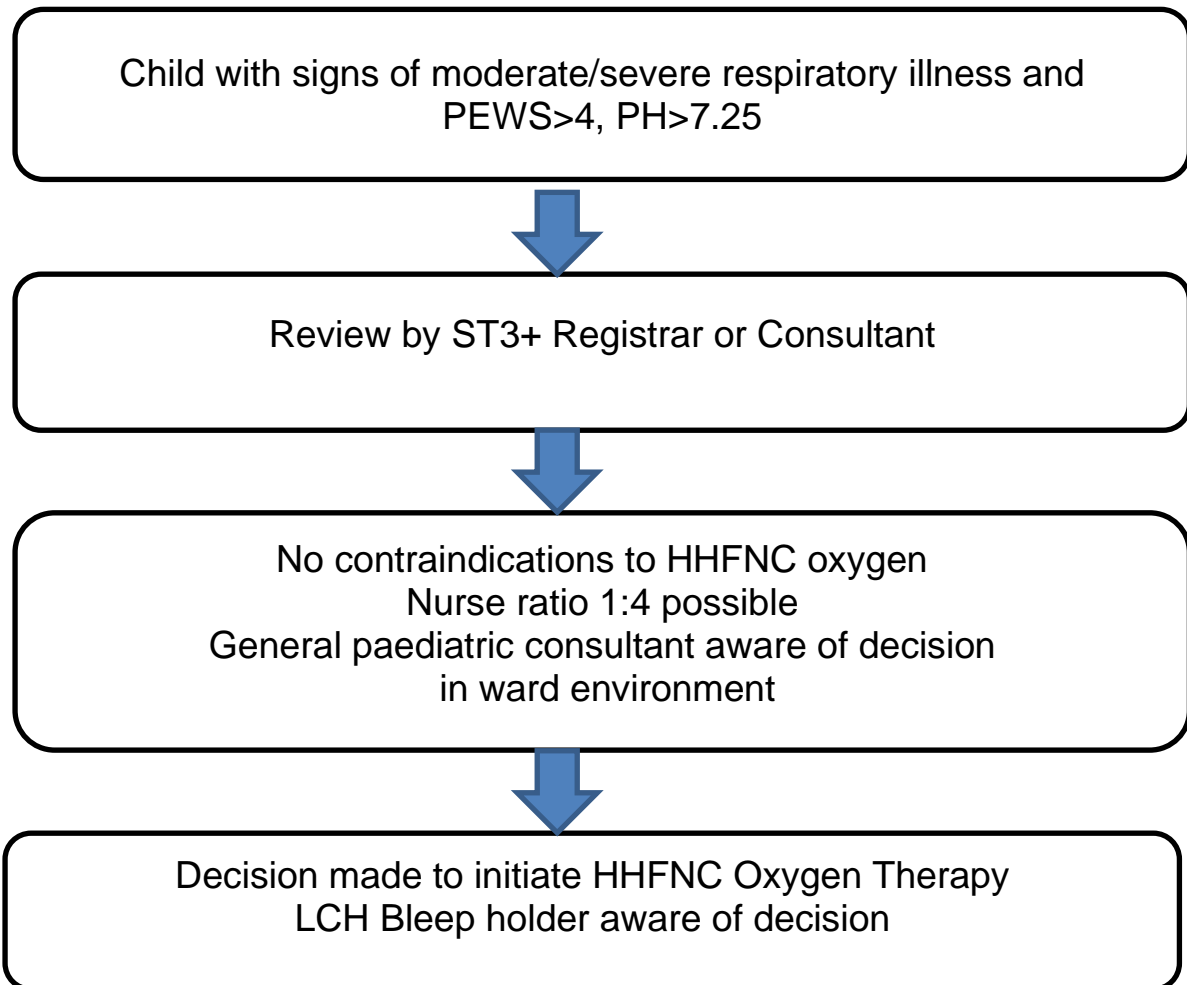 Child with signs of moderate/severe respiratory illness and
PEWS>4, PH>7.25
Review by ST3+ Registrar or Consultant
No contraindications to HHFNC oxygen
Nurse ratio 1:4 possible
General paediatric consultant aware of decision
in ward environment
Decision made to initiate HHFNC Oxygen Therapy
LCH Bleep holder aware of decision